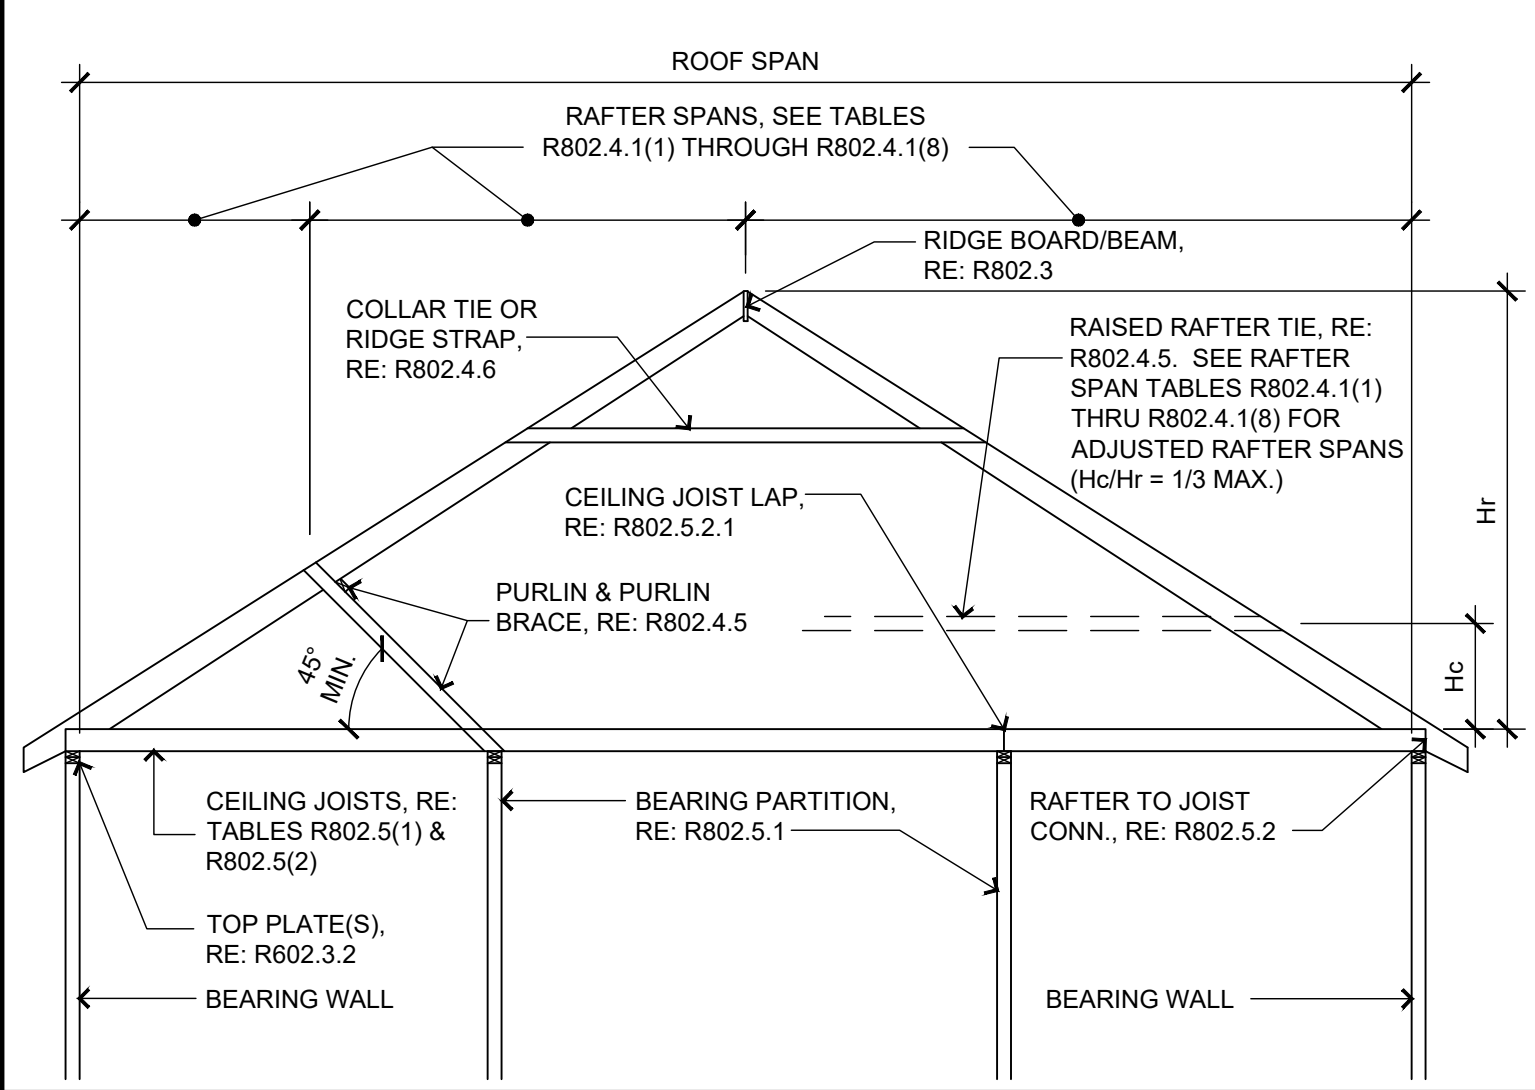 ROOF SPAN
RAFTER SPANS, SEE TABLES
R802.4.1(1) THROUGH R802.4.1(8)
RIDGE BOARD/BEAM,
RE: R802.3
COLLAR TIE OR
RIDGE STRAP,
RE: R802.4.6
RAISED RAFTER TIE, RE:
R802.4.5. SEE RAFTER
SPAN TABLES R802.4.1(1)
THRU R802.4.1(8) FOR
ADJUSTED RAFTER SPANS
(Hc/Hr = 1/3 MAX.)
Hr
CEILING JOIST LAP,
RE: R802.5.2.1
PURLIN & PURLIN
BRACE, RE: R802.4.5
45°
MIN.
Hc
CEILING JOISTS, RE:
TABLES R802.5(1) &
R802.5(2)
BEARING PARTITION,
RE: R802.5.1
RAFTER TO JOIST
CONN., RE: R802.5.2
TOP PLATE(S),
RE: R602.3.2
BEARING WALL
BEARING WALL